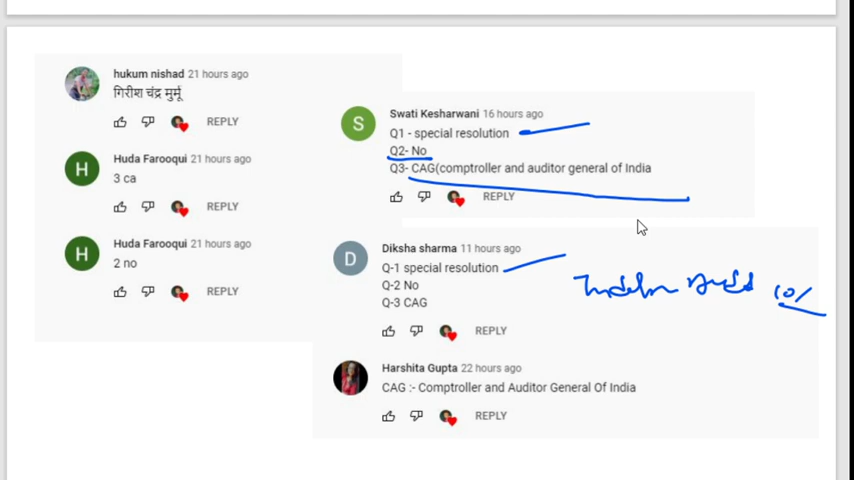 hukum nishad 21 hours ago
गिरीश चंद्र मुर्मू
REPLY
Huda Farooqui 21 hours ago
3 ca
REPLY
Huda Farooqui 21 hours ago
2 no
REPLY
S
Swati Kesharwani 16 hours ago
Q1 - special resolution
Q2- No
Q3- CAG(comptroller and auditor general of India
REPLY
D
Diksha sharma 11 hours ago
Q-1 special resolution
Q-2 No
Q-3 CAG
REPLY
Harshita Gupta 22 hours ago
CAG :- Comptroller and Auditor General Of India
REPLY
H
H